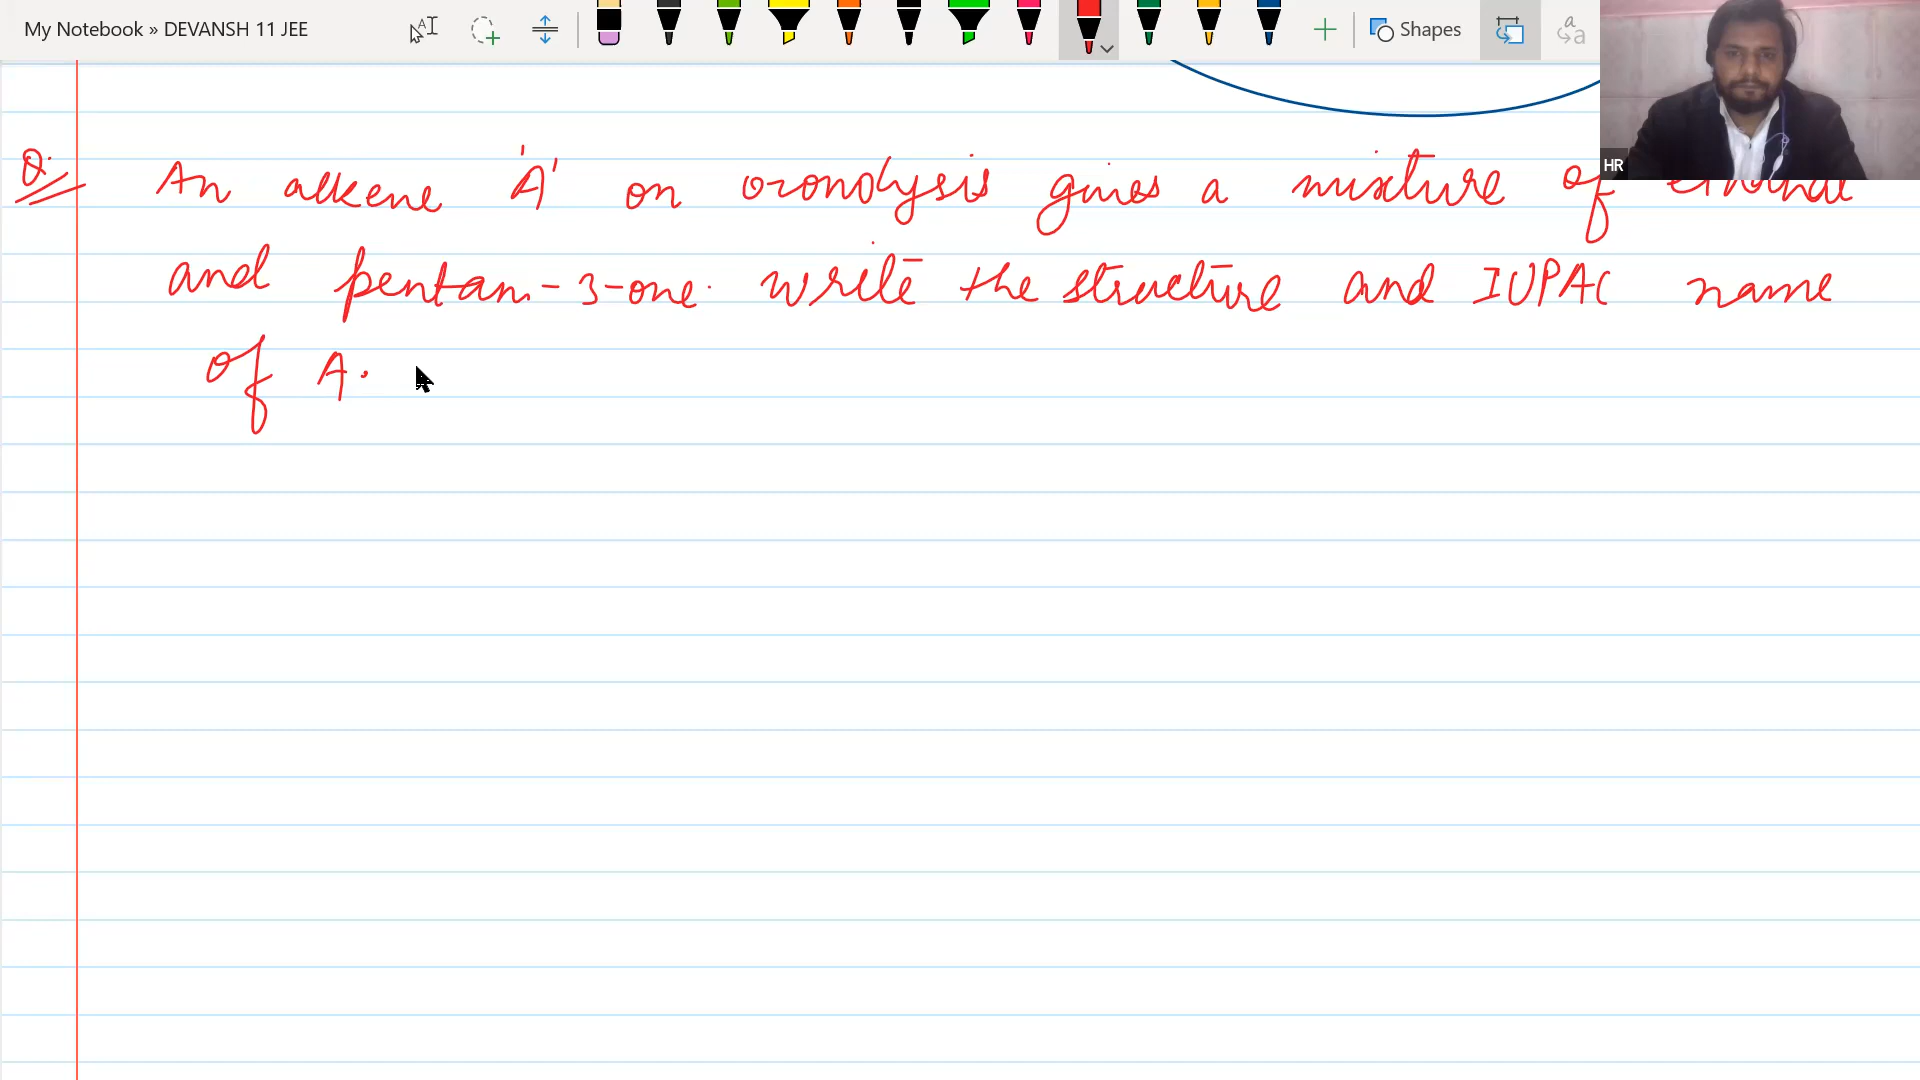 My Notebook » DEVANSH 11 JEE
Shapes
HR
Q. An alkene 'A' on ozonolysis gives a mixture of
and pentan-3-one. write the structure and IUPAC name
of A.